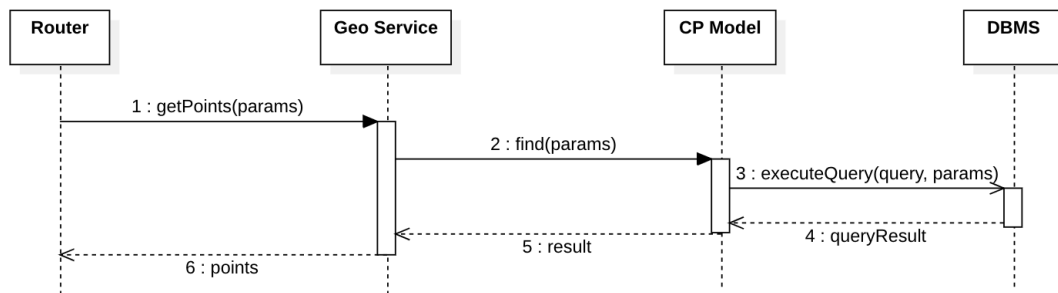 Router
Geo Service
CP Model
DBMS
1 : getPoints(params)
2 : find(params)
3 : executeQuery(query, params)
4 : queryResult
5 : result
6 : points